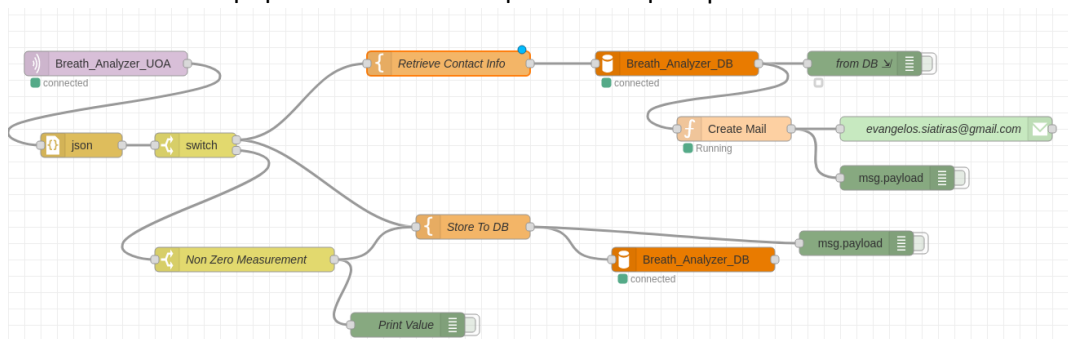 Breath_Analyzer_UOA
connected
Retrieve Contact Info
Breath_Analyzer_DB
connected
from DB ⇲
json
switch
Create Mail
Running
evangelos.siatiras@gmail.com
msg.payload
Store To DB
msg.payload
Non Zero Measurement
Breath_Analyzer_DB
connected
Print Value